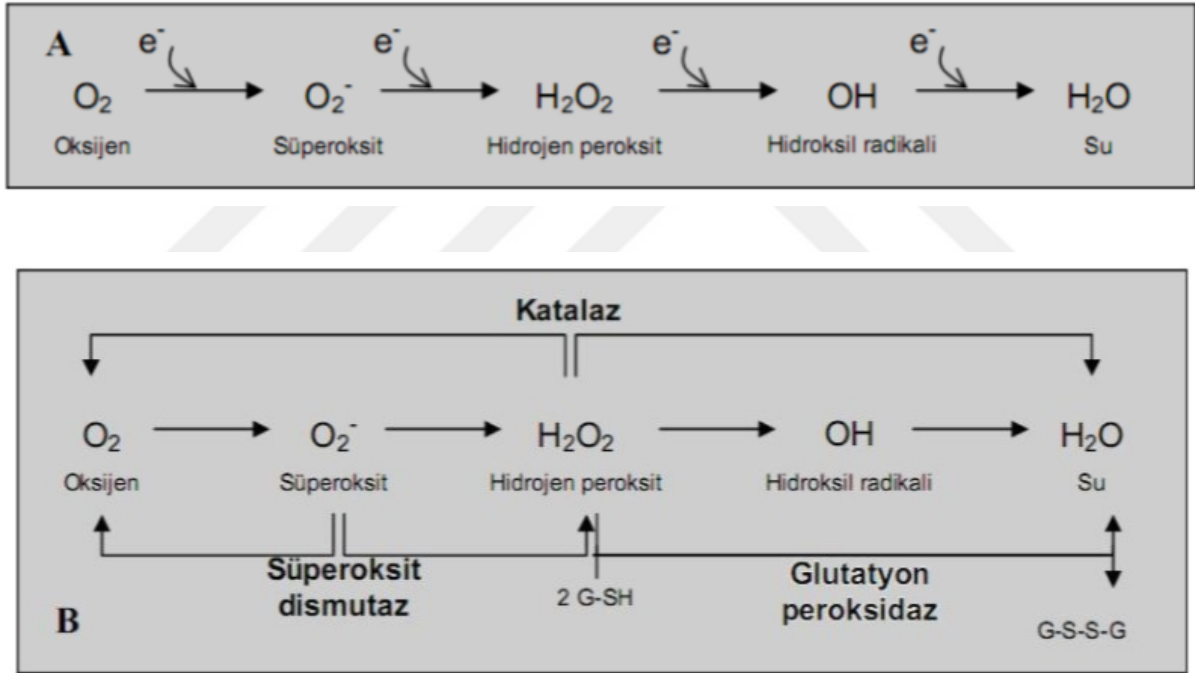 A
e⁻ e⁻ e⁻ e⁻
O₂ O₂⁻ H₂O₂ OH H₂O
Oksijen Süperoksit Hidrojen peroksit Hidroksil radikali Su
Katalaz
O₂ O₂⁻ H₂O₂ OH H₂O
Oksijen Süperoksit Hidrojen peroksit Hidroksil radikali Su
Süperoksit
dismutaz
2 G-SH
Glutatyon
peroksidaz
G-S-S-G
B